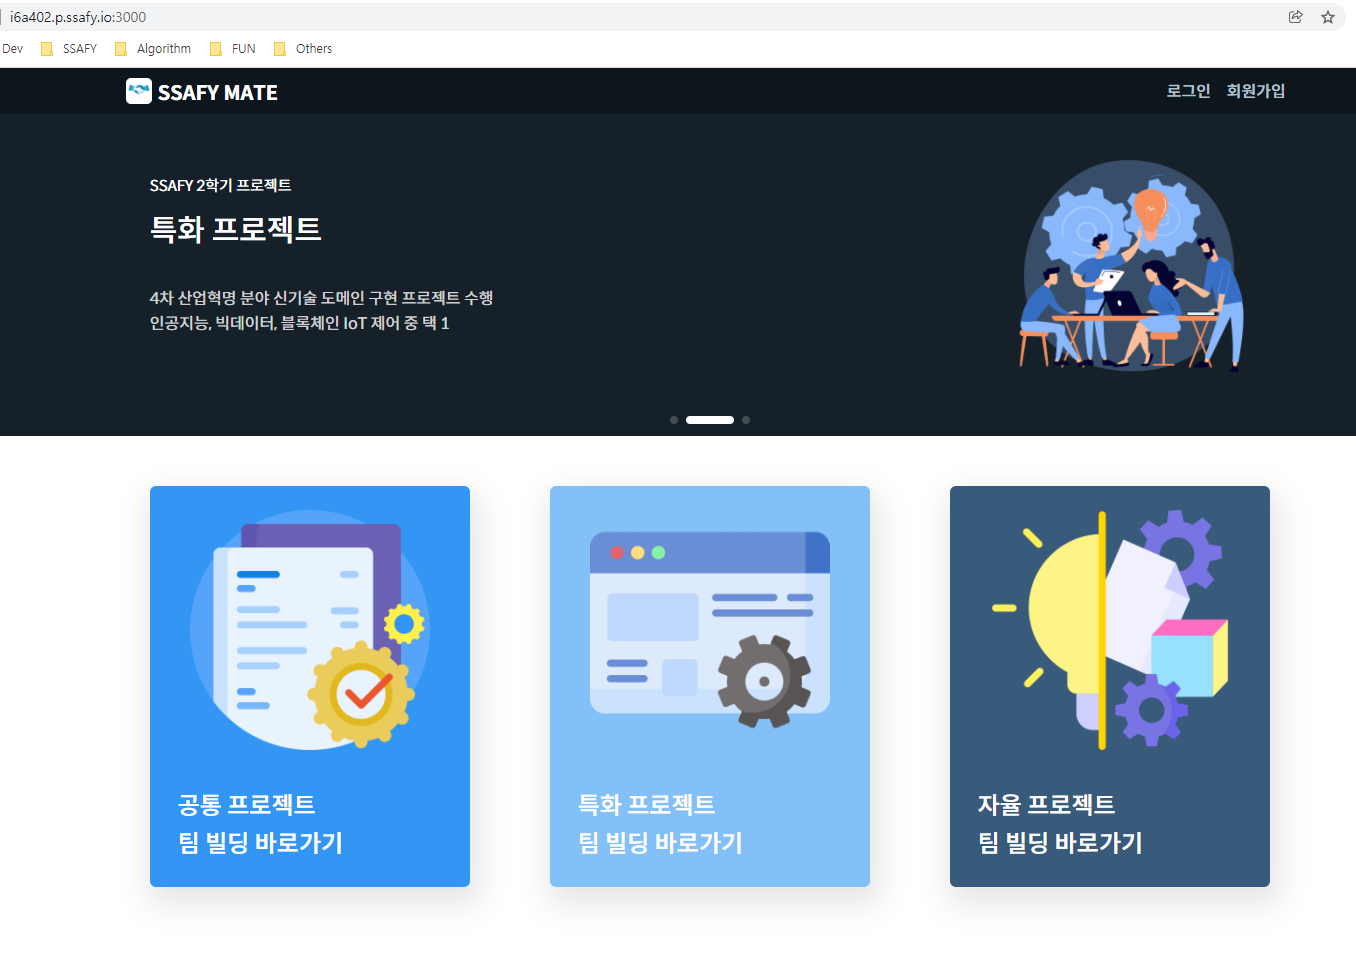 i6a402.p.ssafy.io:3000
Dev SSAFY Algorithm FUN Others
SSAFY MATE
로그인 회원가입
SSAFY 2학기 프로젝트
특화 프로젝트
4차 산업혁명 분야 신기술 도메인 구현 프로젝트 수행
인공지능, 빅데이터, 블록체인 IoT 제어 중 택 1
공통 프로젝트
팀 빌딩 바로가기
특화 프로젝트
팀 빌딩 바로가기
자율 프로젝트
팀 빌딩 바로가기